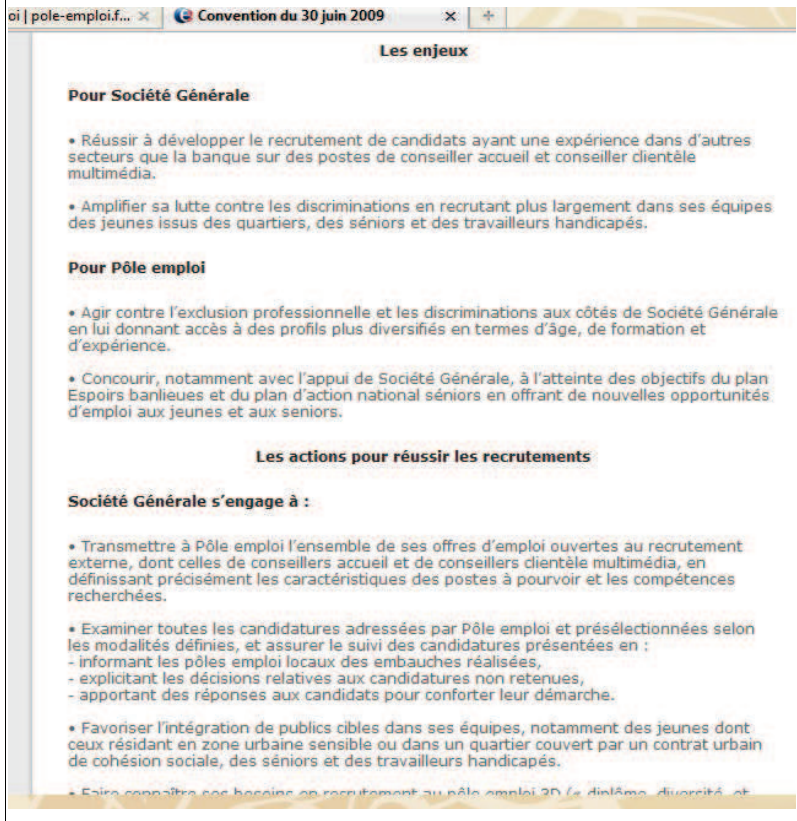 oi | pole-emploi.f...
Convention du 30 juin 2009
Les enjeux
Pour Société Générale
• Réussir à développer le recrutement de candidats ayant une expérience dans d'autres
secteurs que la banque sur des postes de conseiller accueil et conseiller clientèle
multimédia.
• Amplifier sa lutte contre les discriminations en recrutant plus largement dans ses équipes
des jeunes issus des quartiers, des séniors et des travailleurs handicapés.
Pour Pôle emploi
• Agir contre l'exclusion professionnelle et les discriminations aux côtés de Société Générale
en lui donnant accès à des profils plus diversifiés en termes d'âge, de formation et
d'expérience.
• Concourir, notamment avec l'appui de Société Générale, à l'atteinte des objectifs du plan
Espoirs banlieues et du plan d'action national séniors en offrant de nouvelles opportunités
d'emploi aux jeunes et aux seniors.
Les actions pour réussir les recrutements
Société Générale s'engage à :
• Transmettre à Pôle emploi l'ensemble de ses offres d'emploi ouvertes au recrutement
externe, dont celles de conseillers accueil et de conseillers clientèle multimédia, en
définissant précisément les caractéristiques des postes à pourvoir et les compétences
recherchées.
• Examiner toutes les candidatures adressées par Pôle emploi et présélectionnées selon
les modalités définies, et assurer le suivi des candidatures présentées en :
- informant les pôles emploi locaux des embauches réalisées,
- explicitant les décisions relatives aux candidatures non retenues,
- apportant des réponses aux candidats pour conforter leur démarche.
• Favoriser l'intégration de publics cibles dans ses équipes, notamment des jeunes dont
ceux résidant en zone urbaine sensible ou dans un quartier couvert par un contrat urbain
de cohésion sociale, des séniors et des travailleurs handicapés.
• Faire connaître ses besoins en recrutement au pôle emploi 3D (« diplôme, diversité, et